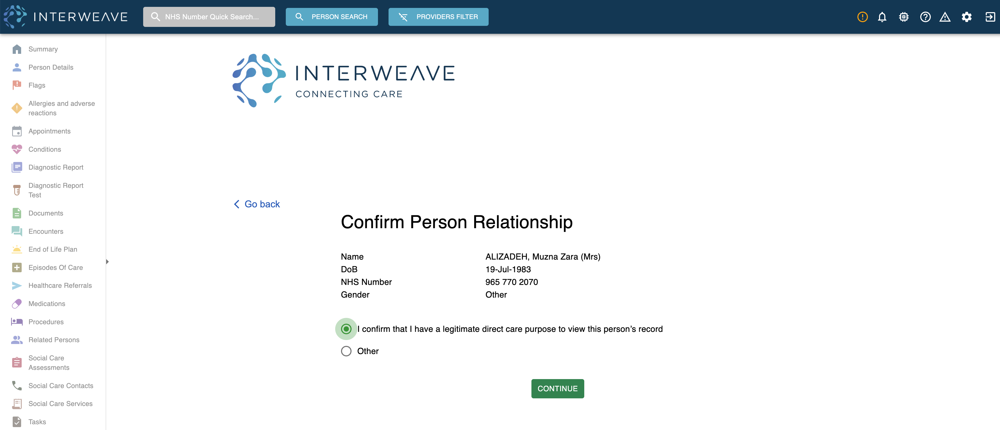 INTERWEAVE
NHS Number Quick Search...
PERSON SEARCH
PROVIDERS FILTER
Summary
Person Details
Flags
Allergies and adverse
reactions
Appointments
Conditions
Diagnostic Report
Diagnostic Report
Test
Documents
Encounters
End of Life Plan
Episodes Of Care
Healthcare Referrals
Medications
Procedures
Related Persons
Social Care
Assessments
Social Care Contacts
Social Care Services
Tasks
INTERWEAVE
CONNECTING CARE
Go back
Confirm Person Relationship
Name ALIZADEH, Muzna Zara (Mrs)
DoB 19-Jul-1983
NHS Number 965 770 2070
Gender Other
I confirm that I have a legitimate direct care purpose to view this person’s record
Other
CONTINUE